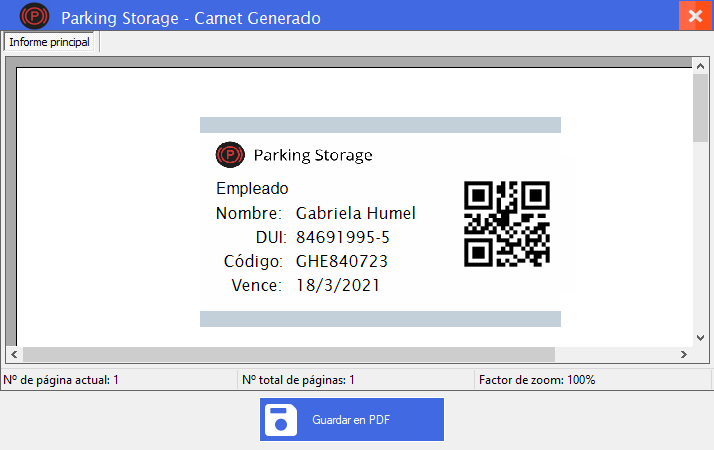 Parking Storage - Carnet Generado
Informe principal
Parking Storage
Empleado
Nombre: Gabriela Humel
DUI: 84691995-5
Código: GHE840723
Vence: 18/3/2021
Nº de página actual: 1
Nº total de páginas: 1
Factor de zoom: 100%
Guardar en PDF